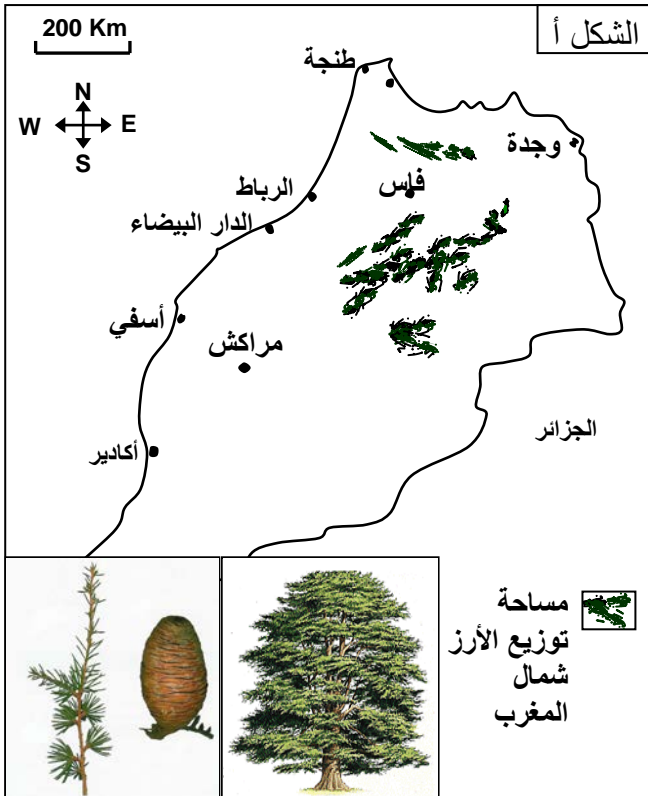 الشكل أ
200 Km
N
W
E
S
طنجة
وجدة
فاس
الرباط
الدار البيضاء
أسفي
مراكش
أكادير
الجزائر
مساحة
توزيع الأرز
شمال
المغرب